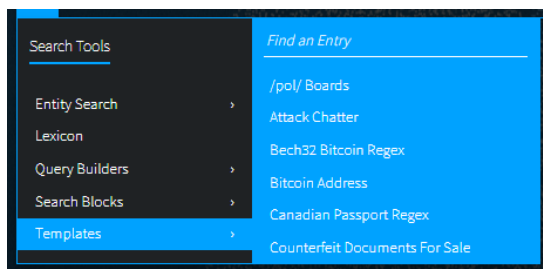 Search Tools
Entity Search
Lexicon
Query Builders
Search Blocks
Templates
Find an Entry
/pol/ Boards
Attack Chatter
Bech32 Bitcoin Regex
Bitcoin Address
Canadian Passport Regex
Counterfeit Documents For Sale